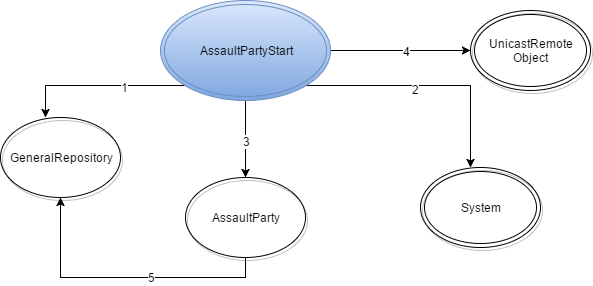 AssaultPartyStart
4
UnicastRemote
Object
1
2
3
GeneralRepository
AssaultParty
System
5